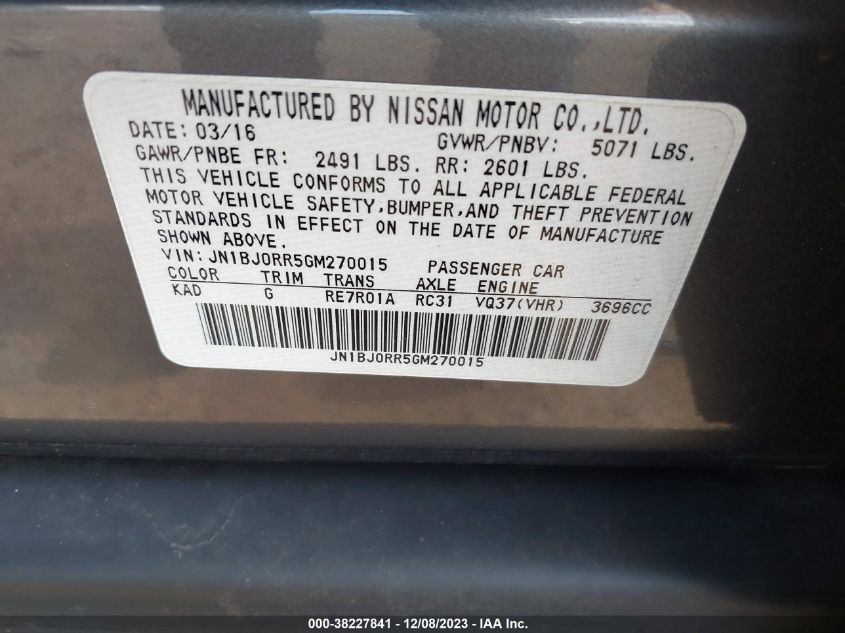 MANUFACTURED BY NISSAN MOTOR CO.,LTD.
DATE: 03/16 GVWR/PNBV: 5071 LBS.
GAWR/PNBE FR: 2491 LBS. RR: 2601 LBS.
THIS VEHICLE CONFORMS TO ALL APPLICABLE FEDERAL
MOTOR VEHICLE SAFETY,BUMPER,AND THEFT PREVENTION
STANDARDS IN EFFECT ON THE DATE OF MANUFACTURE
SHOWN ABOVE.
VIN: JN1BJ0RR5GM270015 PASSENGER CAR
COLOR TRIM TRANS AXLE ENGINE
KAD G RE7R01A RC31 VQ37(VHR) 3696CC
JN1BJ0RR5GM270015
000-38227841 - 12/08/2023 - IAA Inc.